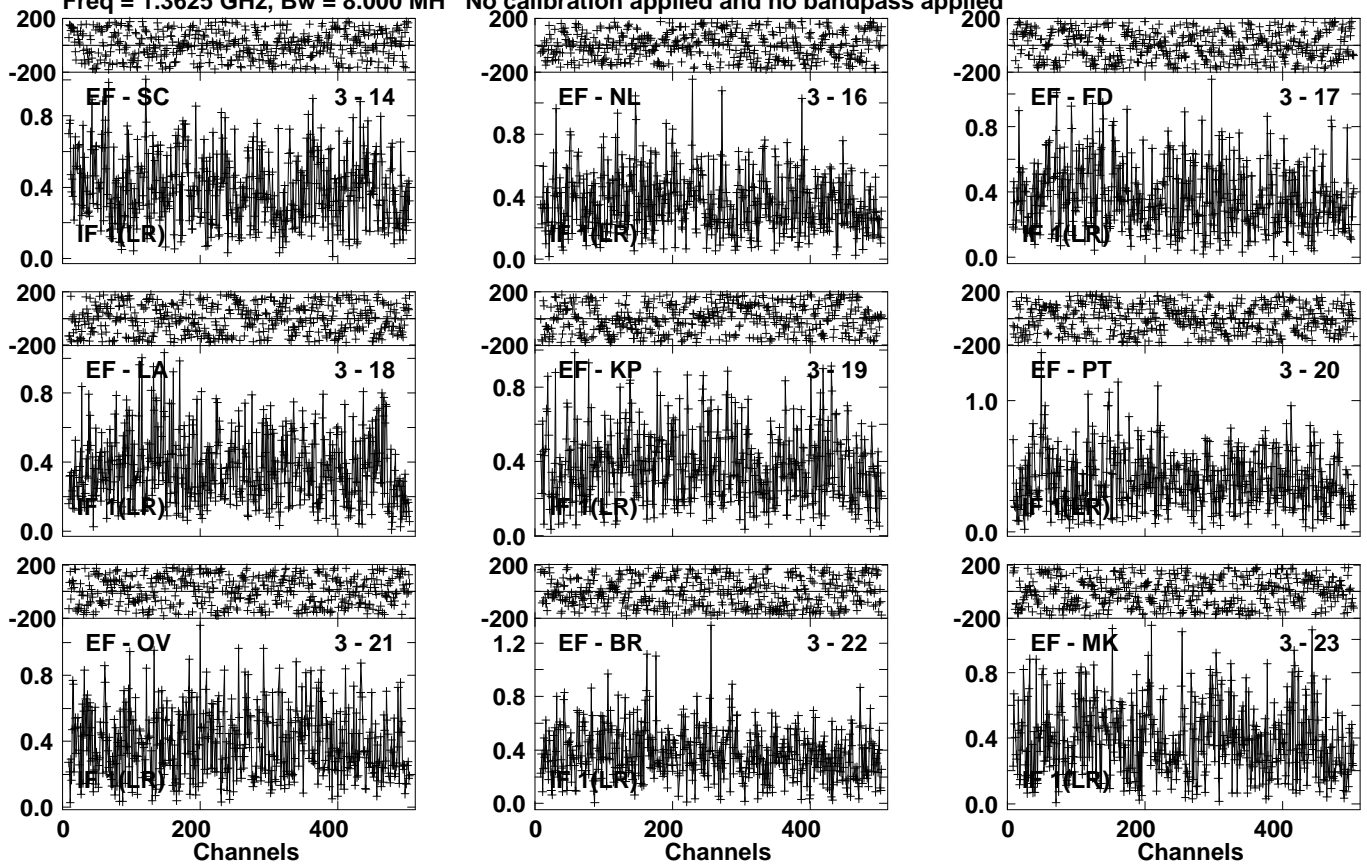 Freq = 1.3625 GHz, Bw = 8.000 MH No calibration applied and no bandpass applied
200 200 200
-200 -200 -200
EF - SC 3 - 14 EF - NL 3 - 16 EF - FD 3 - 17
0.8 0.8 0.8
0.4 0.4 0.4
IF 1(LR) IF 1(LR) IF 1(LR)
0.0 0.0 0.0
200 200 200
-200 -200 -200
EF - LA 3 - 18 EF - KP 3 - 19 EF - PT 3 - 20
0.8 0.8 1.0
0.4 0.4
IF 1(LR) IF 1(LR) IF 1(LR)
0.0 0.0 0.0
200 200 200
-200 -200 -200
EF - OV 3 - 21 EF - BR 3 - 22 EF - MK 3 - 23
1.2
0.8 0.8 0.8
0.4 0.4 0.4
IF 1(LR) IF 1(LR) IF 1(LR)
0.0 0.0 0.0
0 200 400 0 200 400
Channels Channels Channels